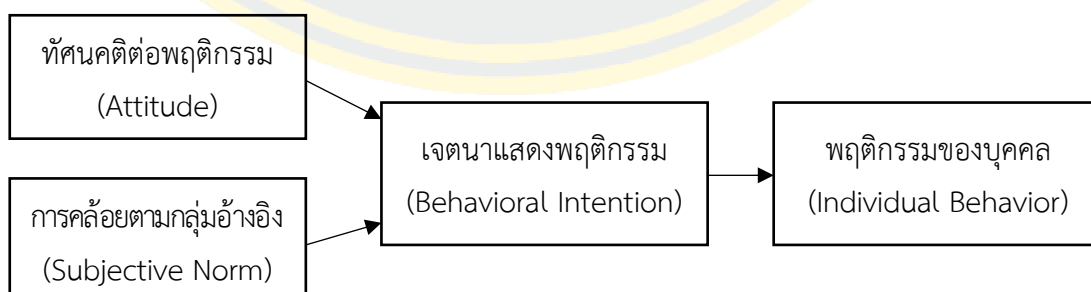 ทัศนคติต่อพฤติกรรม
(Attitude)
การคล้อยตามกลุ่มอ้างอิง
(Subjective Norm)
เจตนาแสดงพฤติกรรม
(Behavioral Intention)
พฤติกรรมของบุคคล
(Individual Behavior)